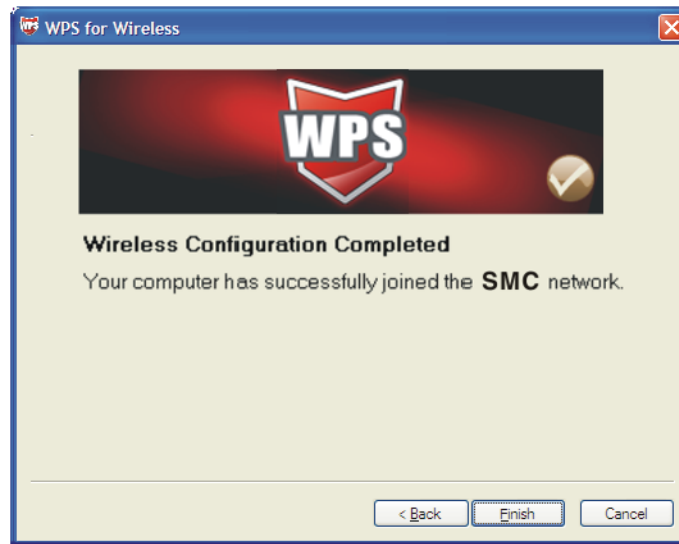 WPS for Wireless
WPS
Wireless Configuration Completed
Your computer has successfully joined the SMC network.
< Back
Finish
Cancel